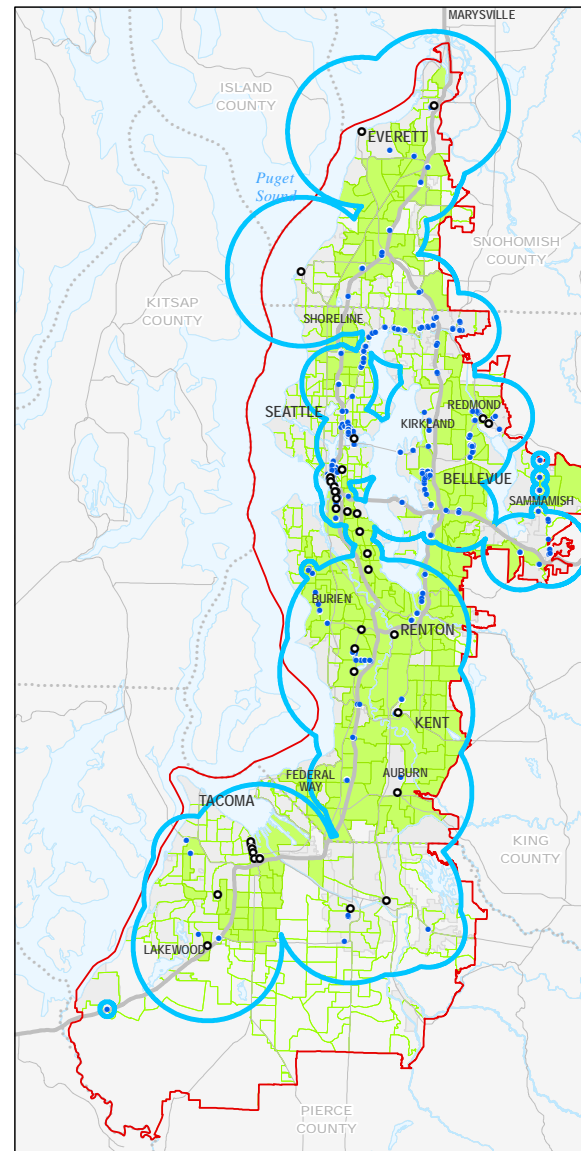 MARYSVILLE
ISLAND
COUNTY
EVERETT
Puget
Sound
SNOHOMISH
COUNTY
KITSAP
COUNTY
SHORELINE
SEATTLE
REDMOND
KIRKLAND
BELLEVUE
SAMMAMISH
BURIEN
RENTON
KENT
FEDERAL
WAY
AUBURN
TACOMA
KING
COUNTY
LAKEWOOD
PIERCE
COUNTY